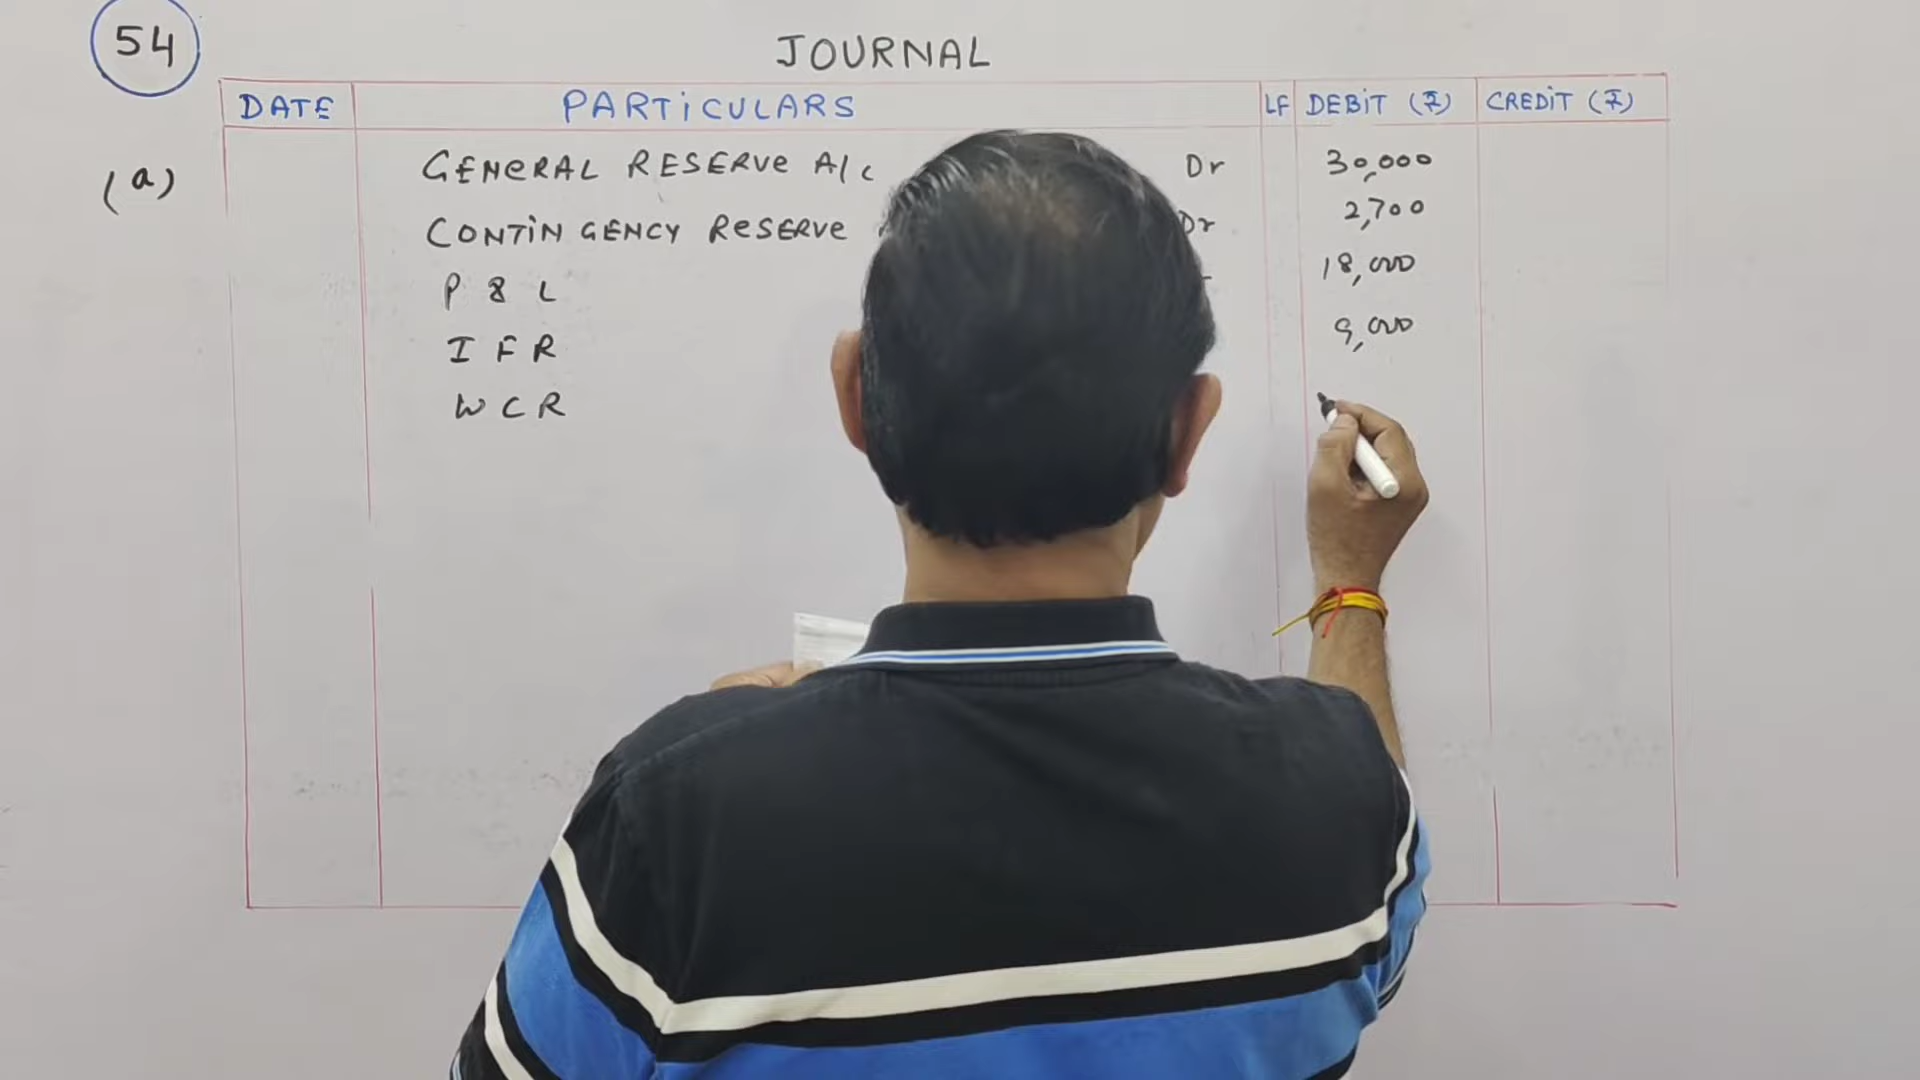 54
JOURNAL
DATE PARTICULARS LF DEBIT (₹) CREDIT (₹)
(a) GENERAL RESERVE A/c Dr 30,000
CONTINGENCY RESERVE Dr 2,700
P & L 18,000
IFR 9,000
WCR